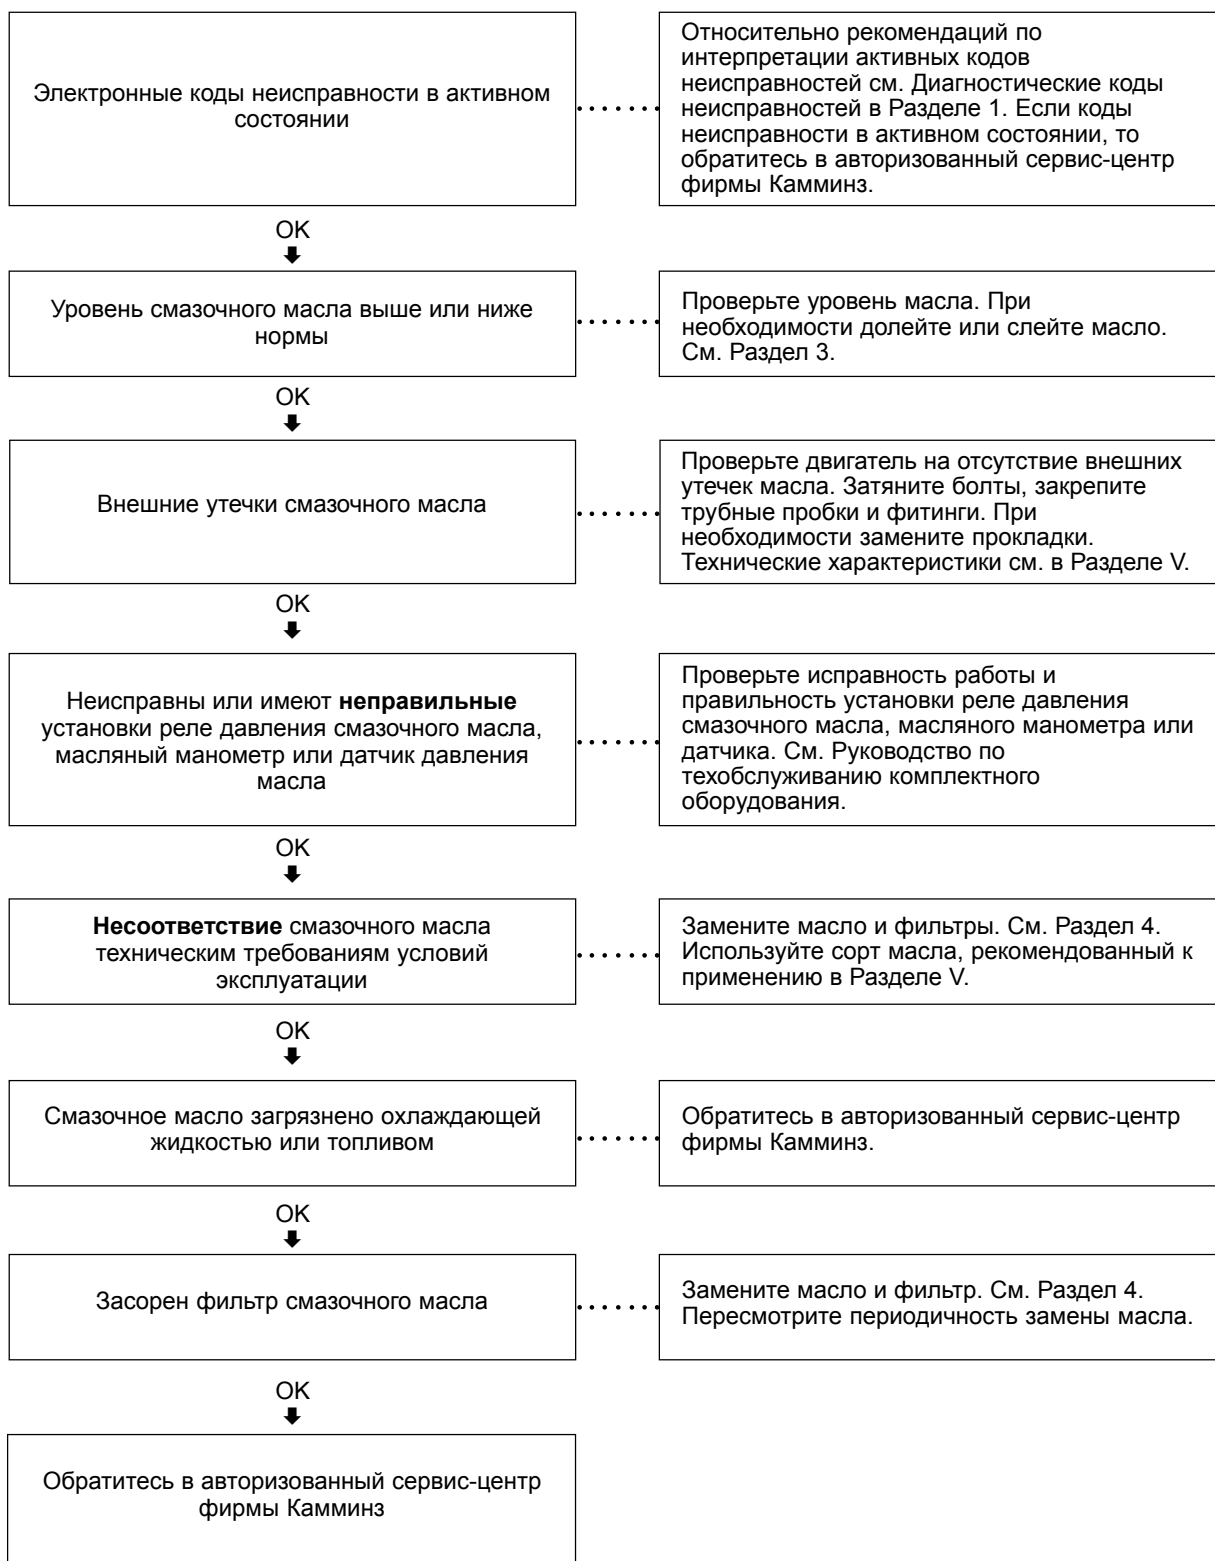 Электронные коды неисправности в активном
состоянии
Относительно рекомендаций по
интерпретации активных кодов
неисправностей см. Диагностические коды
неисправностей в Разделе 1. Если коды
неисправности в активном состоянии, то
обратитесь в авторизованный сервис-центр
фирмы Камминз.
OK
Уровень смазочного масла выше или ниже
нормы
Проверьте уровень масла. При
необходимости долейте или слейте масло.
См. Раздел 3.
OK
Внешние утечки смазочного масла
Проверьте двигатель на отсутствие внешних
утечек масла. Затяните болты, закрепите
трубные пробки и фитинги. При
необходимости замените прокладки.
Технические характеристики см. в Разделе V.
OK
Неисправны или имеют неправильные
установки реле давления смазочного масла,
масляный манометр или датчик давления
масла
Проверьте исправность работы и
правильность установки реле давления
смазочного масла, масляного манометра или
датчика. См. Руководство по
техобслуживанию комплектного
оборудования.
OK
Несоответствие смазочного масла
техническим требованиям условий
эксплуатации
Замените масло и фильтры. См. Раздел 4.
Используйте сорт масла, рекомендованный к
применению в Разделе V.
OK
Смазочное масло загрязнено охлаждающей
жидкостью или топливом
Обратитесь в авторизованный сервис-центр
фирмы Камминз.
OK
Засорен фильтр смазочного масла
Замените масло и фильтр. См. Раздел 4.
Пересмотрите периодичность замены масла.
OK
Обратитесь в авторизованный сервис-центр
фирмы Камминз